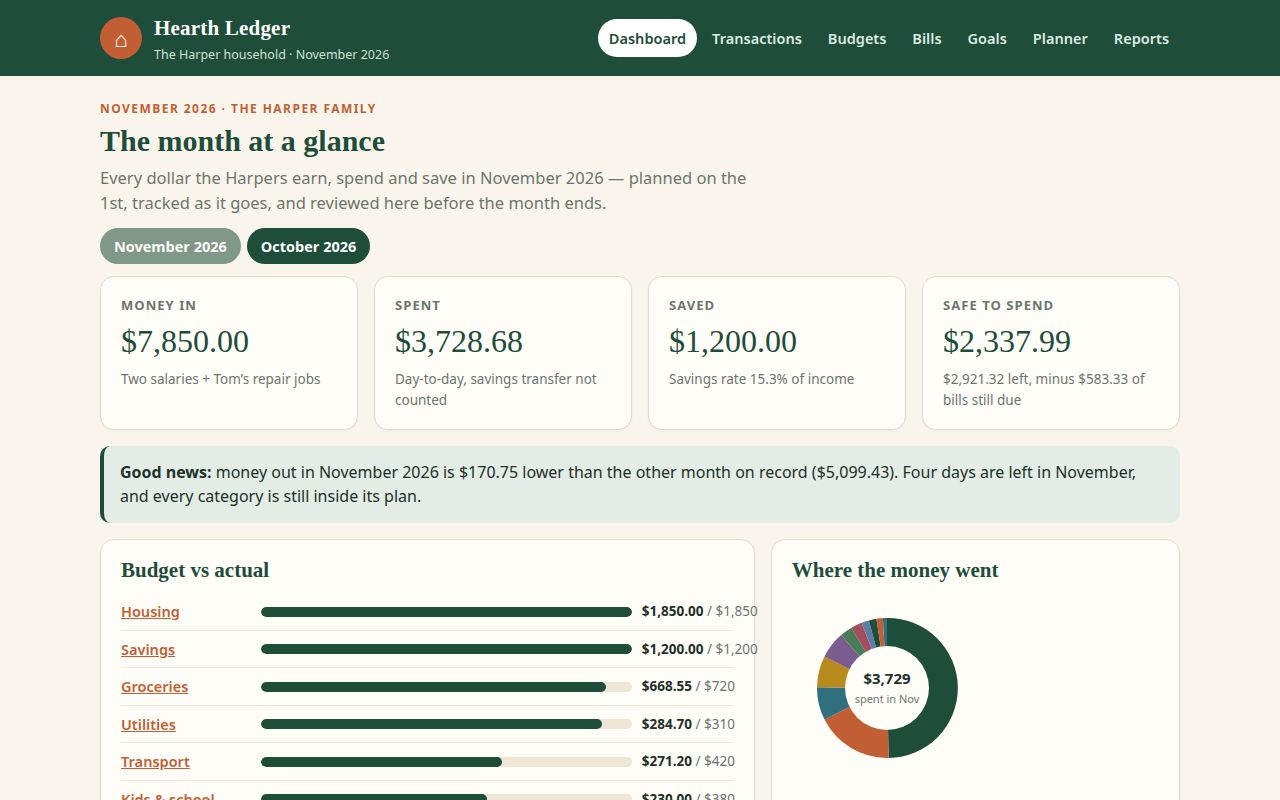 Hearth Ledger
The Harper household · November 2026
Dashboard Transactions Budgets Bills Goals Planner Reports
NOVEMBER 2026 · THE HARPER FAMILY
The month at a glance
Every dollar the Harpers earn, spend and save in November 2026 — planned on the
1st, tracked as it goes, and reviewed here before the month ends.
November 2026 October 2026
MONEY IN
$7,850.00
Two salaries + Tom’s repair jobs
SPENT
$3,728.68
Day-to-day, savings transfer not
counted
SAVED
$1,200.00
Savings rate 15.3% of income
SAFE TO SPEND
$2,337.99
$2,921.32 left, minus $583.33 of
bills still due
Good news: money out in November 2026 is $170.75 lower than the other month on record ($5,099.43). Four days are left in November,
and every category is still inside its plan.
Budget vs actual
Housing $1,850.00 / $1,850
Savings $1,200.00 / $1,200
Groceries $668.55 / $720
Utilities $284.70 / $310
Transport $271.20 / $420
Kids & school $230.00 / $380
Where the money went
$3,729
spent in Nov